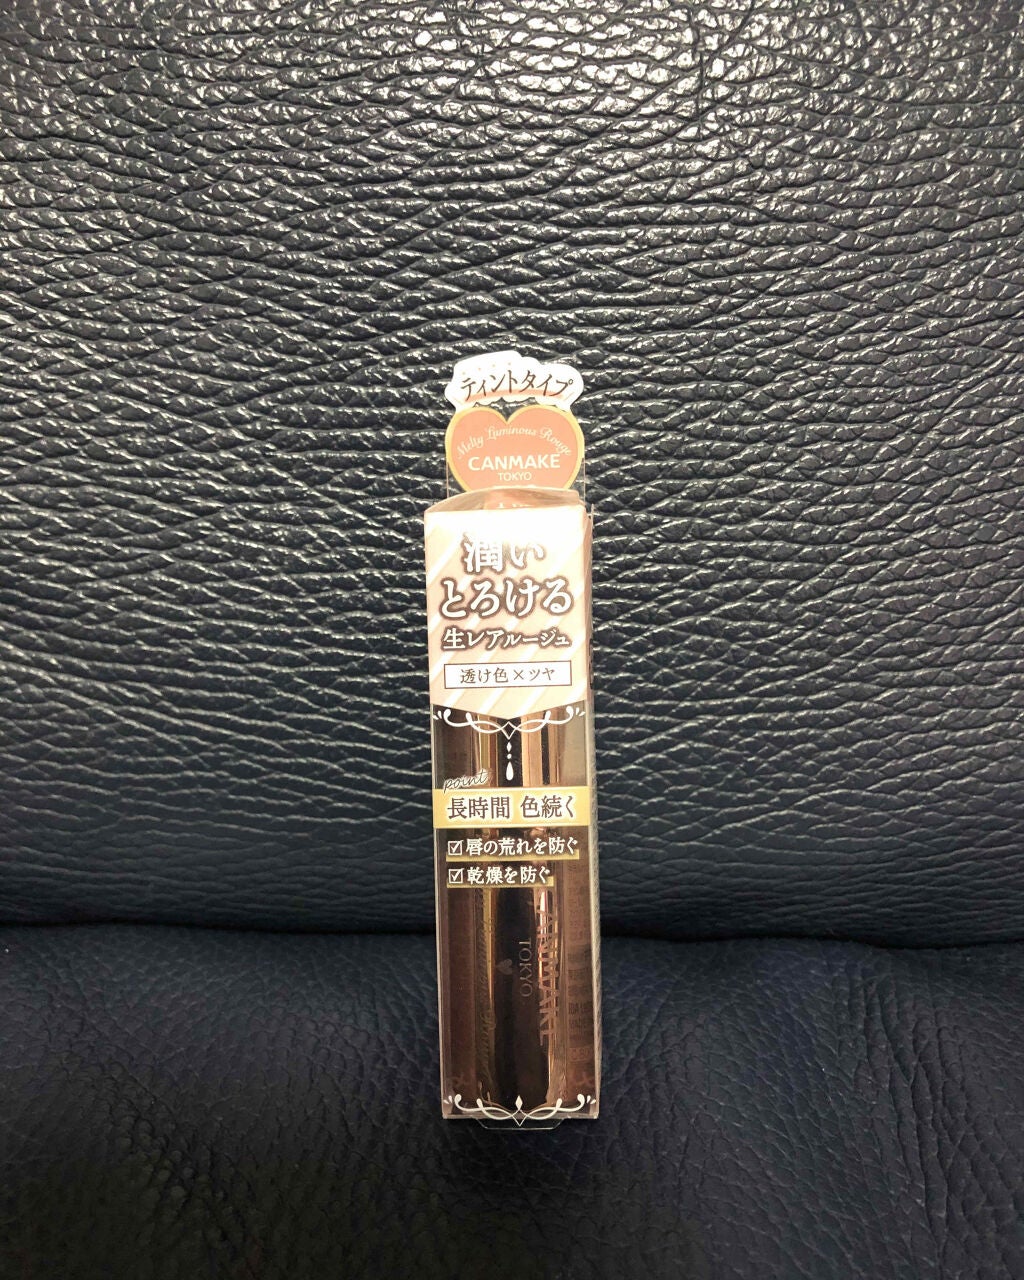 ティントタイプ
Melty Luminous Rouge
CANMAKE
TOKYO
潤い
とろける
生レアルージュ
透け色×ツヤ
point
長時間 色続く
☑唇の荒れを防ぐ
☑乾燥を防ぐ
CANMAKE
TOKYO